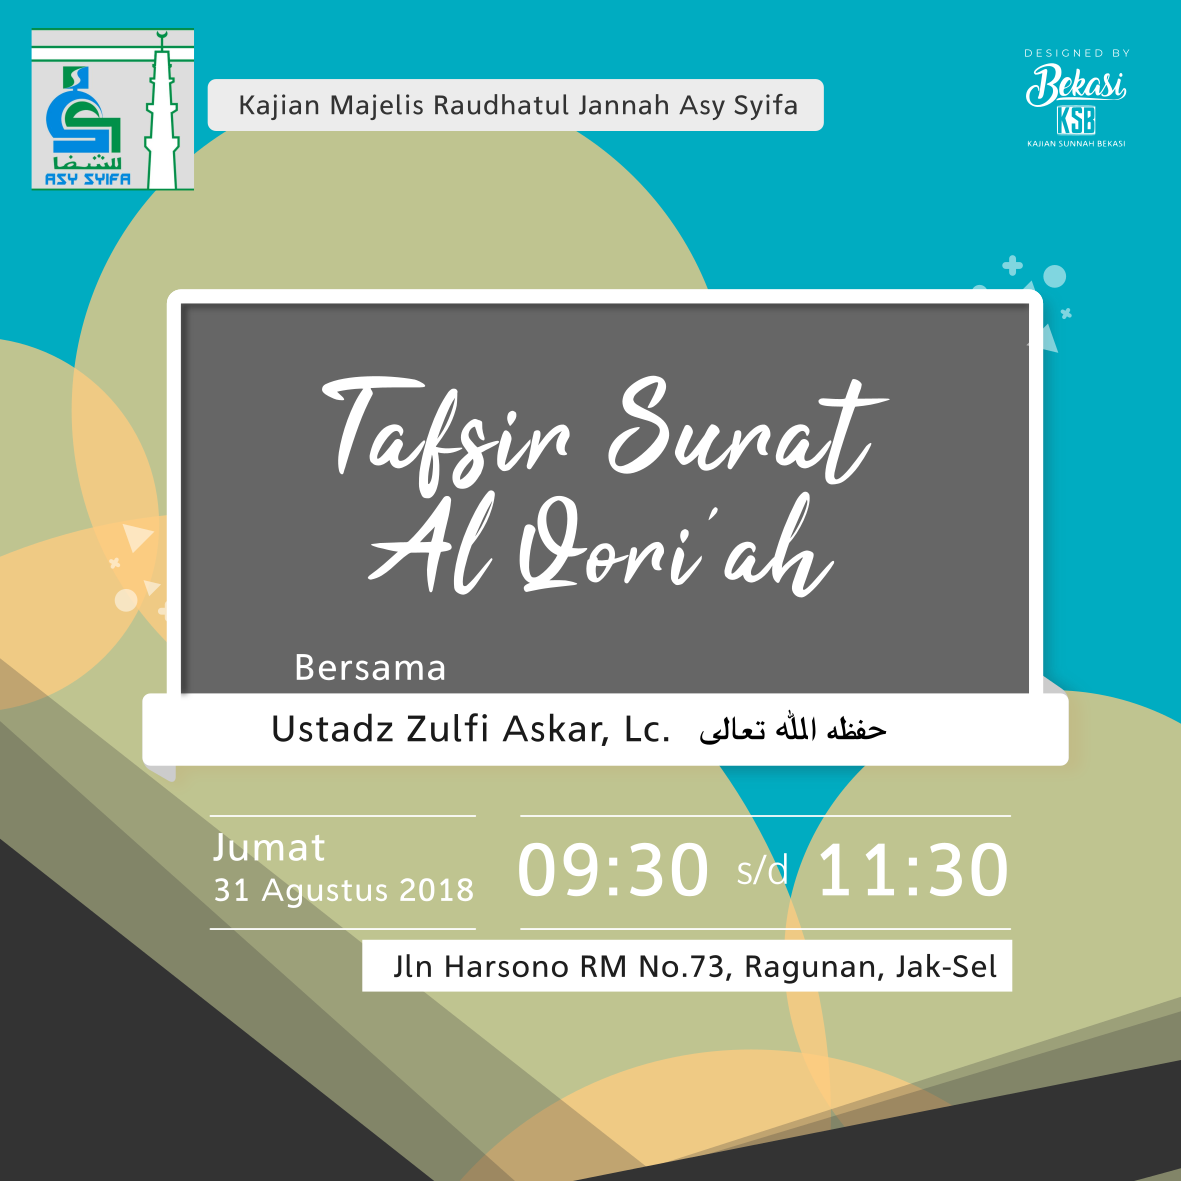 للشفاء
ASY SYIFA
Kajian Majelis Raudhatul Jannah Asy Syifa
DESIGNED BY
Bekasi
KSB
KAJIAN SUNNAH BEKASI
Tafsir Surat
Al Qori'ah
Bersama
Ustadz Zulfi Askar, Lc. حفظه الله تعالى
Jumat
31 Agustus 2018
09:30 s/d 11:30
Jln Harsono RM No.73, Ragunan, Jak-Sel